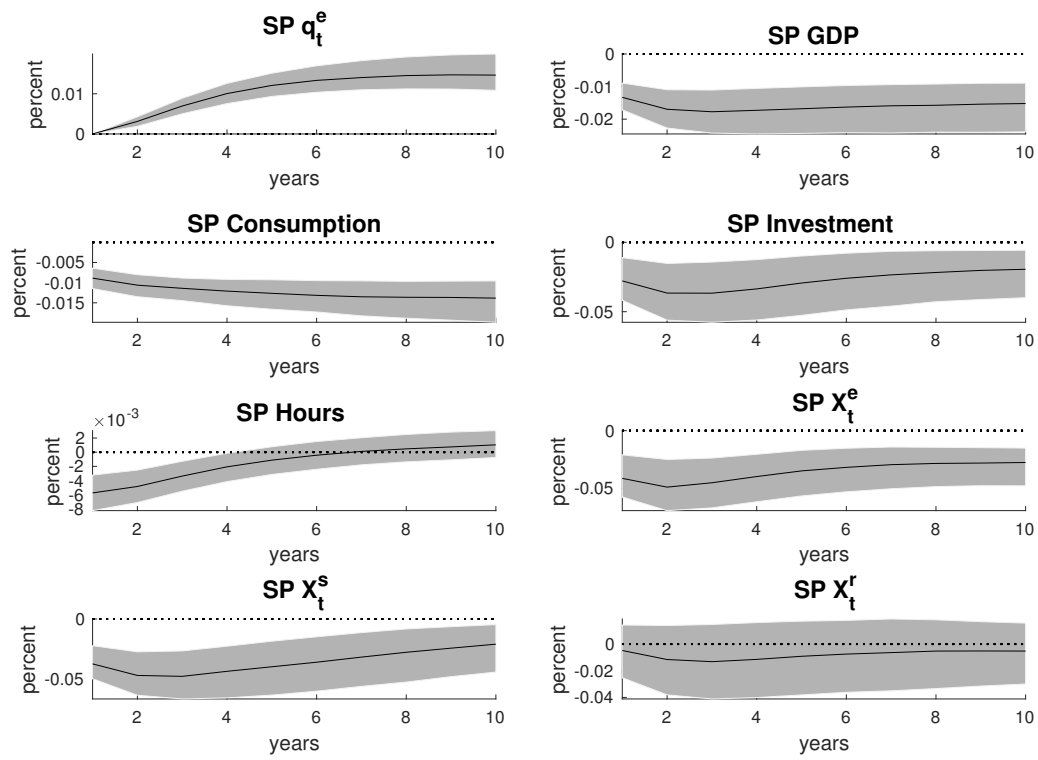 SP q_t^e
percent
0.01
0
2 4 6 8 10
years
SP GDP
percent
0
-0.01
-0.02
2 4 6 8 10
years
SP Consumption
percent
-0.005
-0.01
-0.015
2 4 6 8 10
years
SP Investment
percent
0
-0.05
2 4 6 8 10
years
SP Hours
×10^-3
percent
2
0
-2
-4
-6
-8
2 4 6 8 10
years
SP X_t^e
percent
0
-0.05
2 4 6 8 10
years
SP X_t^s
percent
0
-0.05
2 4 6 8 10
years
SP X_t^r
percent
0
-0.02
-0.04
2 4 6 8 10
years